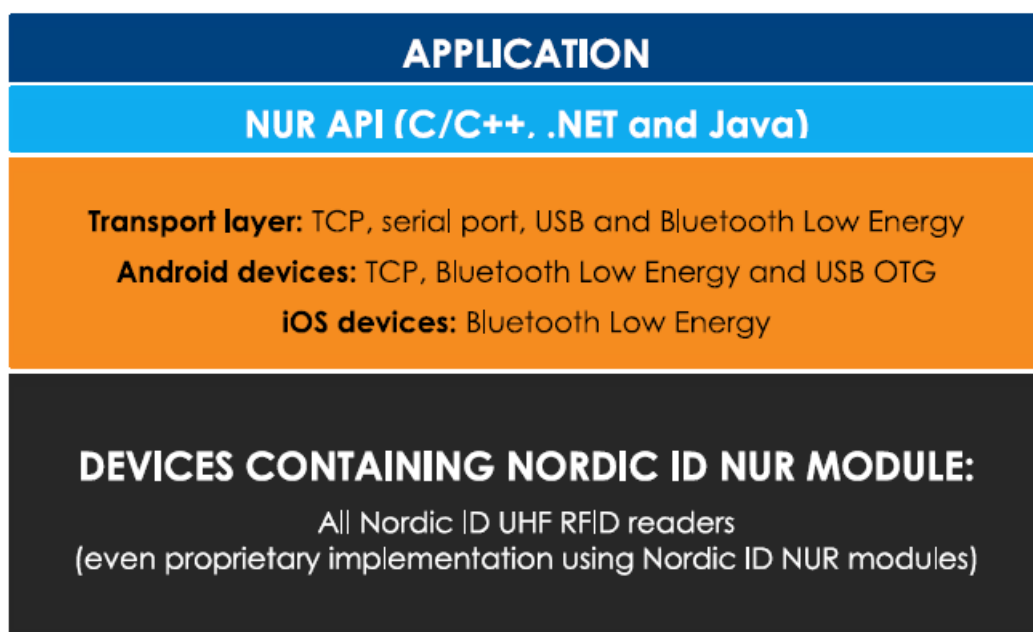 APPLICATION
NUR API (C/C++, .NET and Java)
Transport layer: TCP, serial port, USB and Bluetooth Low Energy
Android devices: TCP, Bluetooth Low Energy and USB OTG
iOS devices: Bluetooth Low Energy
DEVICES CONTAINING NORDIC ID NUR MODULE:
All Nordic ID UHF RFID readers
(even proprietary implementation using Nordic ID NUR modules)